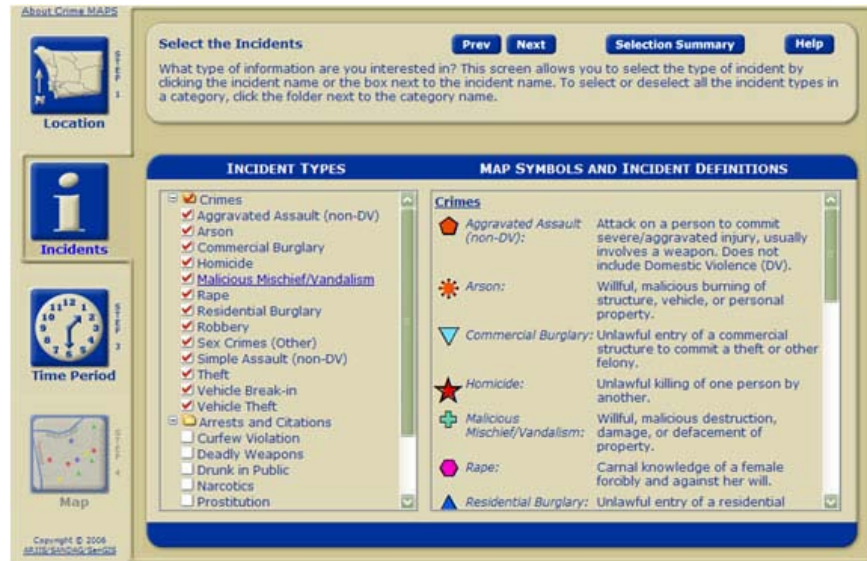 About Crime MAPS
STEP 1
Location
Incidents
STEP 3
Time Period
STEP 4
Map
Copyright © 2006
ARJIS/SANDAG/SanGIS
Select the Incidents
Prev
Next
Selection Summary
Help
What type of information are you interested in? This screen allows you to select the type of incident by
clicking the incident name or the box next to the incident name. To select or deselect all the incident types in
a category, click the folder next to the category name.
INCIDENT TYPES
Crimes
Aggravated Assault (non-DV)
Arson
Commercial Burglary
Homicide
Malicious Mischief/Vandalism
Rape
Residential Burglary
Robbery
Sex Crimes (Other)
Simple Assault (non-DV)
Theft
Vehicle Break-in
Vehicle Theft
Arrests and Citations
Curfew Violation
Deadly Weapons
Drunk in Public
Narcotics
Prostitution
MAP SYMBOLS AND INCIDENT DEFINITIONS
Crimes
Aggravated Assault
(non-DV):
Attack on a person to commit
severe/aggravated injury, usually
involves a weapon. Does not
include Domestic Violence (DV).
Arson:
Willful, malicious burning of
structure, vehicle, or personal
property.
Commercial Burglary:
Unlawful entry of a commercial
structure to commit a theft or other
felony.
Homicide:
Unlawful killing of one person by
another.
Malicious
Mischief/Vandalism:
Willful, malicious destruction,
damage, or defacement of
property.
Rape:
Carnal knowledge of a female
forcibly and against her will.
Residential Burglary:
Unlawful entry of a residential